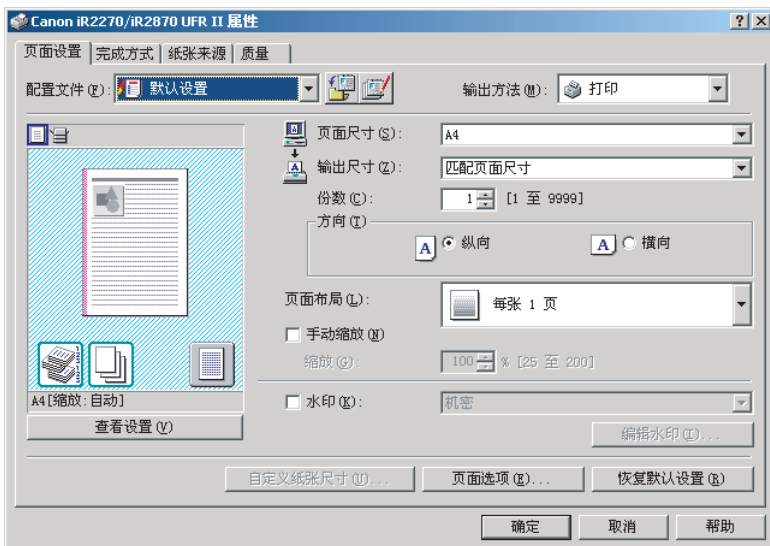 Canon iR2270/iR2870 UFR II 属性
页面设置 完成方式 纸张来源 质量
配置文件(F): 默认设置 输出方法(M): 打印
页面尺寸(S): A4
输出尺寸(Z): 匹配页面尺寸
份数(C): 1 [1 至 9999]
方向(T)
A 纵向 A 横向
页面布局(L): 每张 1 页
手动缩放(N)
缩放(G): 100 % [25 至 200]
A4[缩放:自动]
水印(K): 机密
查看设置(V)
编辑水印(I)...
自定义纸张尺寸(U)... 页面选项(E)... 恢复默认设置(R)
确定 取消 帮助